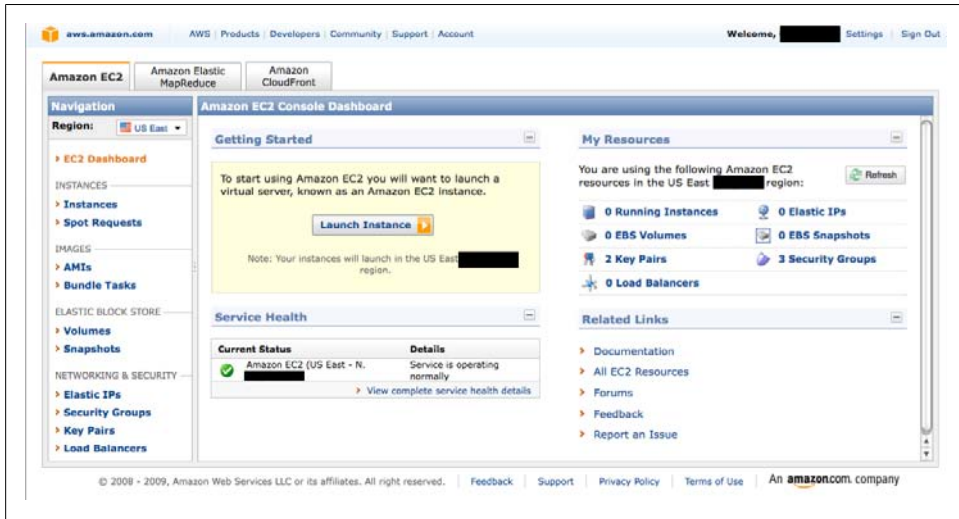 aws.amazon.com AWS Products Developers Community Support Account Welcome, Settings Sign Out
Amazon EC2
Amazon Elastic MapReduce
Amazon CloudFront
Navigation
Region: US East
EC2 Dashboard
INSTANCES
Instances
Spot Requests
IMAGES
AMIs
Bundle Tasks
ELASTIC BLOCK STORE
Volumes
Snapshots
NETWORKING & SECURITY
Elastic IPs
Security Groups
Key Pairs
Load Balancers
Amazon EC2 Console Dashboard
Getting Started
To start using Amazon EC2 you will want to launch a
virtual server, known as an Amazon EC2 instance.
Launch Instance
Note: Your instances will launch in the US East
region.
Service Health
Current Status Details
Amazon EC2 (US East - N. Service is operating
normally
View complete service health details
My Resources
You are using the following Amazon EC2
resources in the US East region:
Refresh
0 Running Instances 0 Elastic IPs
0 EBS Volumes 0 EBS Snapshots
2 Key Pairs 3 Security Groups
0 Load Balancers
Related Links
Documentation
All EC2 Resources
Forums
Feedback
Report an Issue
© 2008 - 2009, Amazon Web Services LLC or its affiliates. All right reserved. Feedback Support Privacy Policy Terms of Use An amazon.com. company